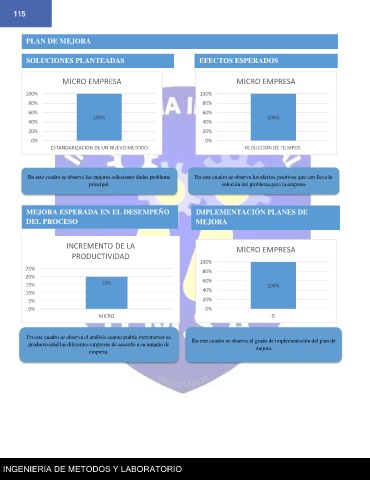 115
PLAN DE MEJORA
SOLUCIONES PLANTEADAS
EFECTOS ESPERADOS
MICRO EMPRESA
100%
80%
60%
40%
20%
0%
100%
ESTANDARIZACION DE UN NUEVO METODO
MICRO EMPRESA
100%
80%
60%
40%
20%
0%
100%
REDUCCION DE TIEMPOS
En este cuadro se observa las mejores soluciones dadas problema
principal.
En este cuadro se observa los efectos positivos que con lleva la
solución del problema para la empresa.
MEJORA ESPERADA EN EL DESEMPEÑO
DEL PROCESO
IMPLEMENTACIÓN PLANES DE
MEJORA
INCREMENTO DE LA
PRODUCTIVIDAD
25%
20%
15%
10%
5%
0%
20%
MICRO
MICRO EMPRESA
100%
80%
60%
40%
20%
0%
100%
SI
En este cuadro se observa el análisis cuanto podría incrementar su
productividad las diferentes empresas de acuerdo a su tamaño de
empresa.
En este cuadro se observa el grado de implementación del plan de
mejora.
INGENIERIA DE METODOS Y LABORATORIO